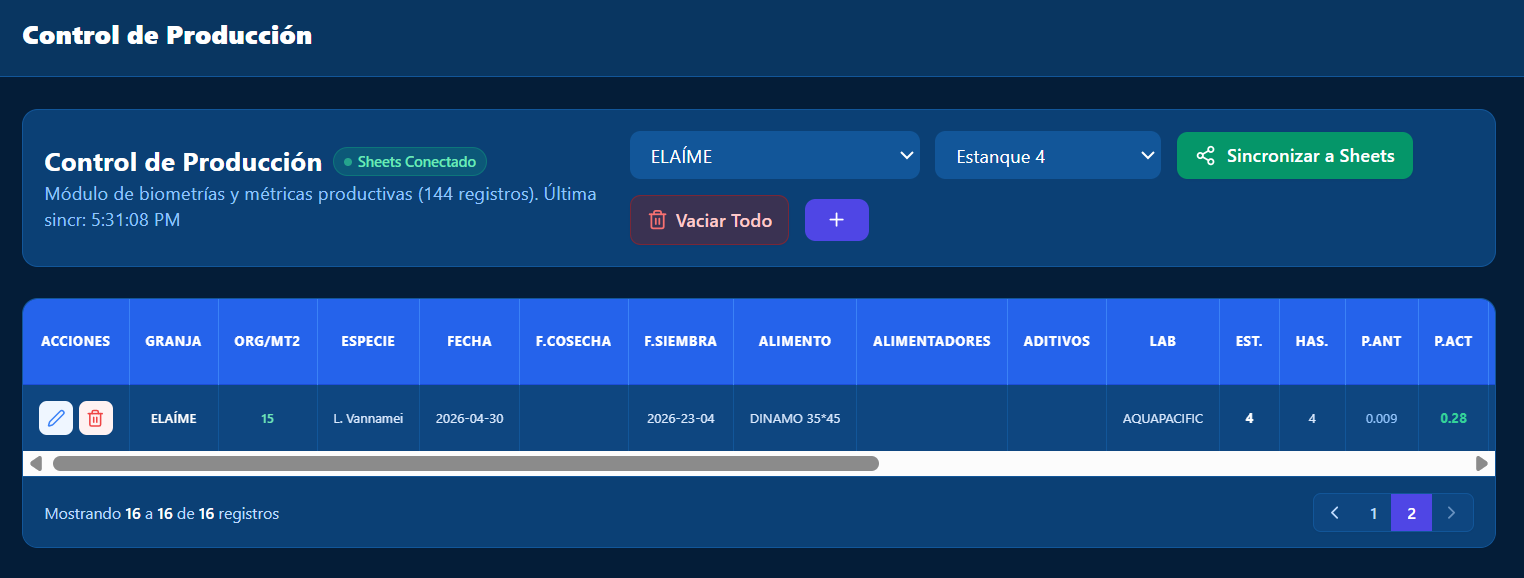 Control de Producción
Control de Producción
Sheets Conectado
Módulo de biometrías y métricas productivas (144 registros). Última
sincr: 5:31:08 PM
ELAÍME
Estanque 4
Sincronizar a Sheets
Vaciar Todo
+
ACCIONES GRANJA ORG/MT2 ESPECIE FECHA F.COSECHA F.SIEMBRA ALIMENTO ALIMENTADORES ADITIVOS LAB EST. HAS. P.ANT P.ACT
ELAÍME 15 L. Vannamei 2026-04-30 2026-23-04 DINAMO 35*45 AQUAPACIFIC 4 4 0.009 0.28
Mostrando 16 a 16 de 16 registros
1 2